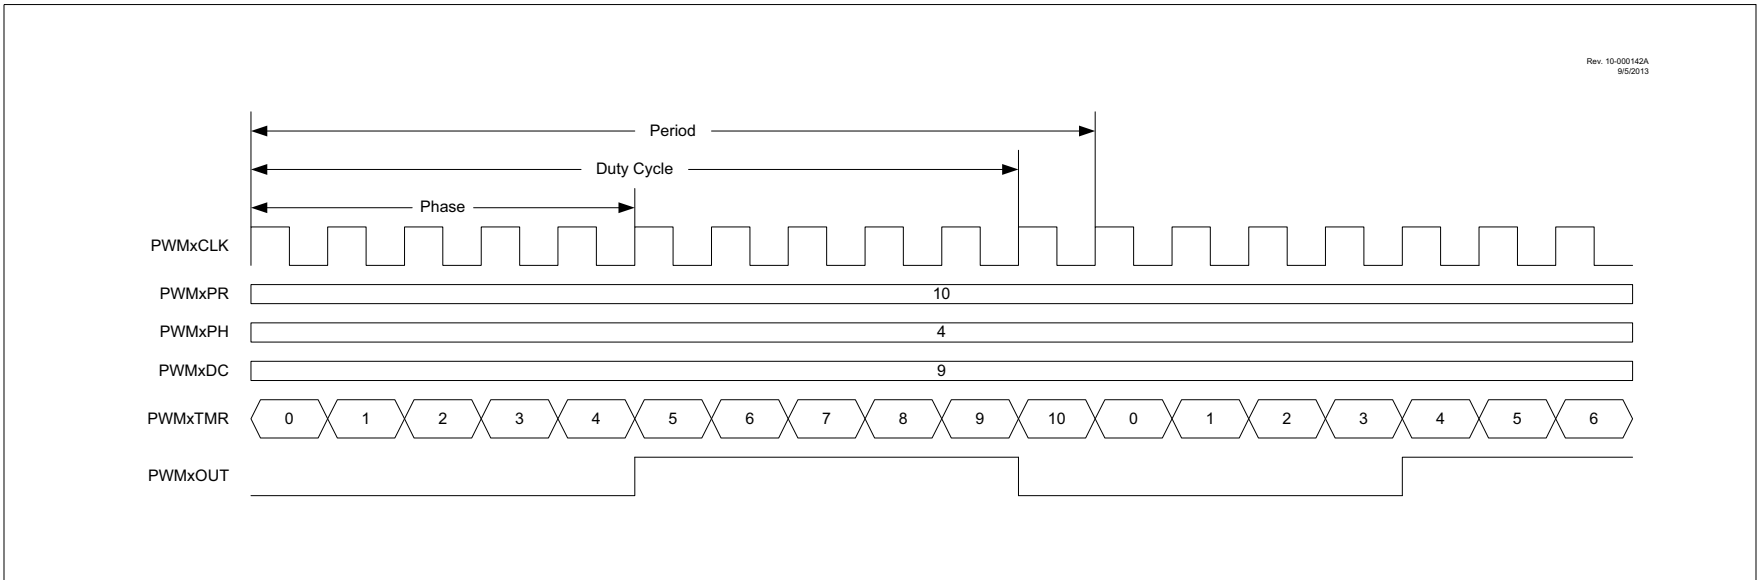 Rev. 10-000142A
9/5/2013
Period
Duty Cycle
Phase
PWMxCLK
PWMxPR 10
PWMxPH 4
PWMxDC 9
PWMxTMR 0 1 2 3 4 5 6 7 8 9 10 0 1 2 3 4 5 6
PWMxOUT